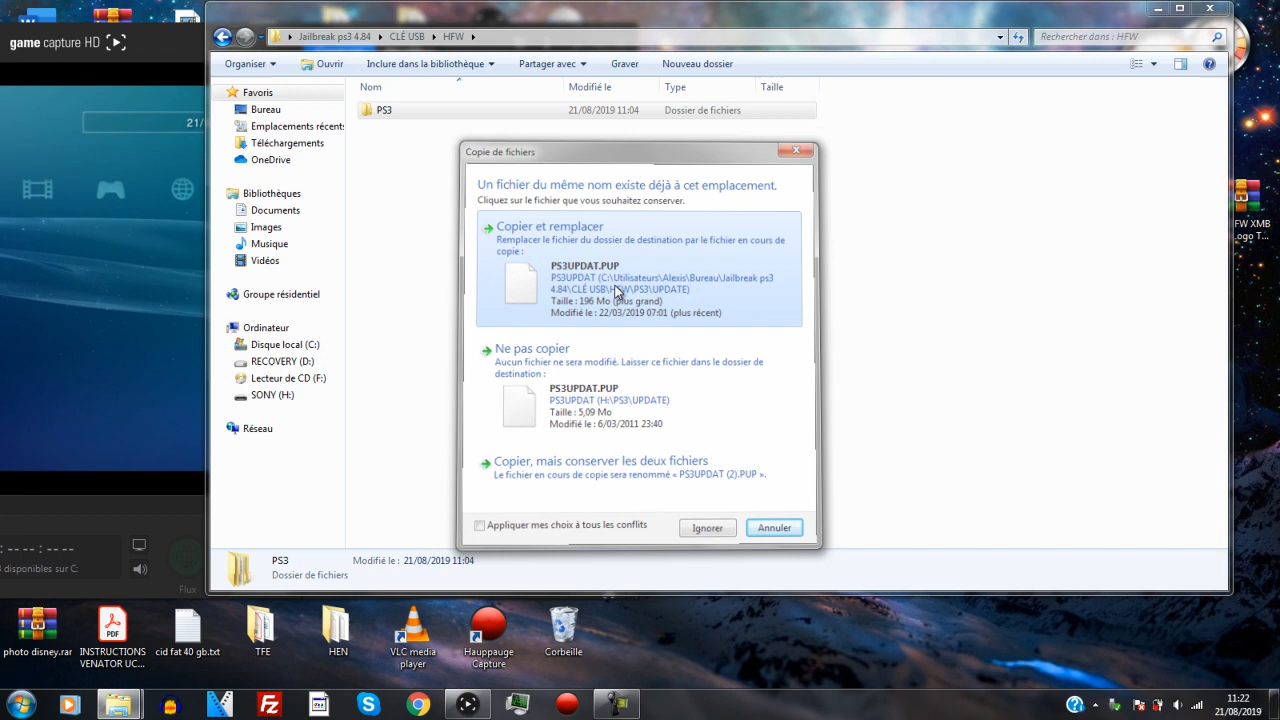 game capture HD
21/
Jailbreak ps3 4.84 CLÉ USB HFW
Rechercher dans : HFW
Organiser Ouvrir Inclure dans la bibliothèque Partager avec Graver Nouveau dossier
Favoris
Bureau
Emplacements récents
Téléchargements
OneDrive
Bibliothèques
Documents
Images
Musique
Vidéos
Groupe résidentiel
Ordinateur
Disque local (C:)
RECOVERY (D:)
Lecteur de CD (F:)
SONY (H:)
Réseau
Nom Modifié le Type Taille
PS3 21/08/2019 11:04 Dossier de fichiers
Copie de fichiers
Un fichier du même nom existe déjà à cet emplacement.
Cliquez sur le fichier que vous souhaitez conserver.
Copier et remplacer
Remplacer le fichier du dossier de destination par le fichier en cours de
copie :
PS3UPDAT.PUP
PS3UPDAT (C:\Utilisateurs\Alexis\Bureau\Jailbreak ps3
4.84\CLÉ USB\HFW\PS3\UPDATE)
Taille : 196 Mo (plus grand)
Modifié le : 22/03/2019 07:01 (plus récent)
Ne pas copier
Aucun fichier ne sera modifié. Laisser ce fichier dans le dossier de
destination :
PS3UPDAT.PUP
PS3UPDAT (H:\PS3\UPDATE)
Taille : 5,09 Mo
Modifié le : 6/03/2011 23:40
Copier, mais conserver les deux fichiers
Le fichier en cours de copie sera renommé « PS3UPDAT (2).PUP ».
Appliquer mes choix à tous les conflits
Ignorer Annuler
PS3 Modifié le : 21/08/2019 11:04
Dossier de fichiers
- - : - - : - -
disponibles sur C:
Flux
FW XMB
Logo T...
photo disney.rar
INSTRUCTIONS
VENATOR UC...
cid fat 40 gb.txt
TFE
HEN
VLC media
player
Hauppauge
Capture
Corbeille
11:22
21/08/2019